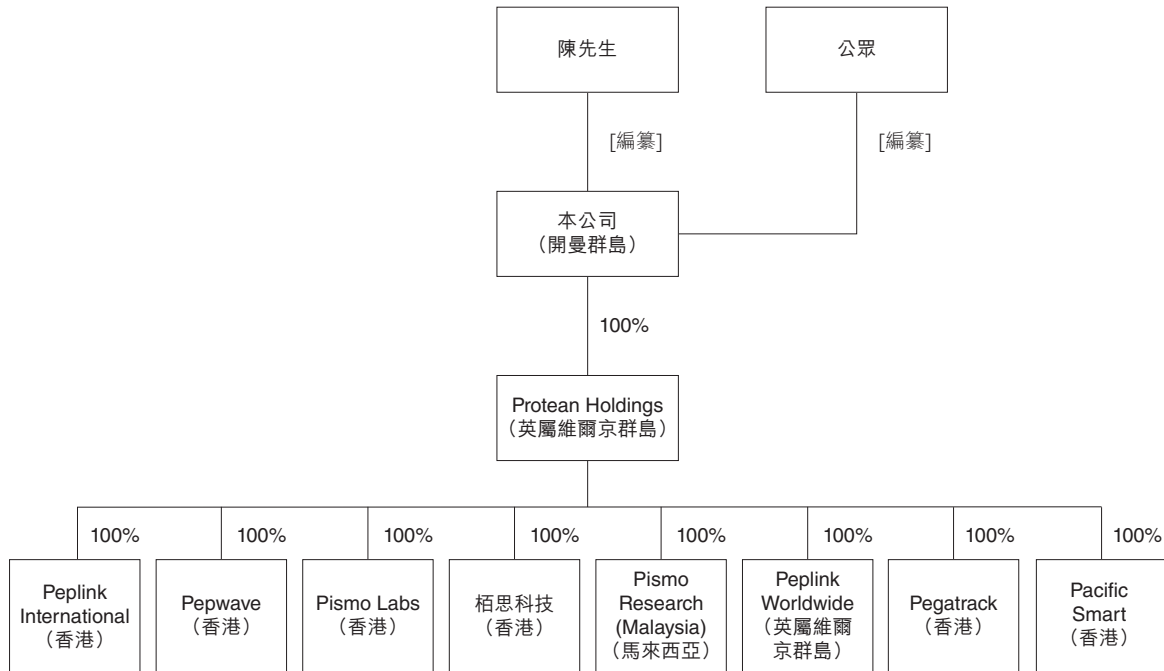 陳先生
公眾
[編纂]
[編纂]
本公司
（開曼群島）
100%
Protean Holdings
（英屬維爾京群島）
100%
100%
100%
100%
100%
100%
100%
100%
Peplink
International
（香港）
Pepwave
（香港）
Pismo Labs
（香港）
栢思科技
（香港）
Pismo
Research
(Malaysia)
（馬來西亞）
Peplink
Worldwide
（英屬維爾
京群島）
Pegatrack
（香港）
Pacific
Smart
（香港）